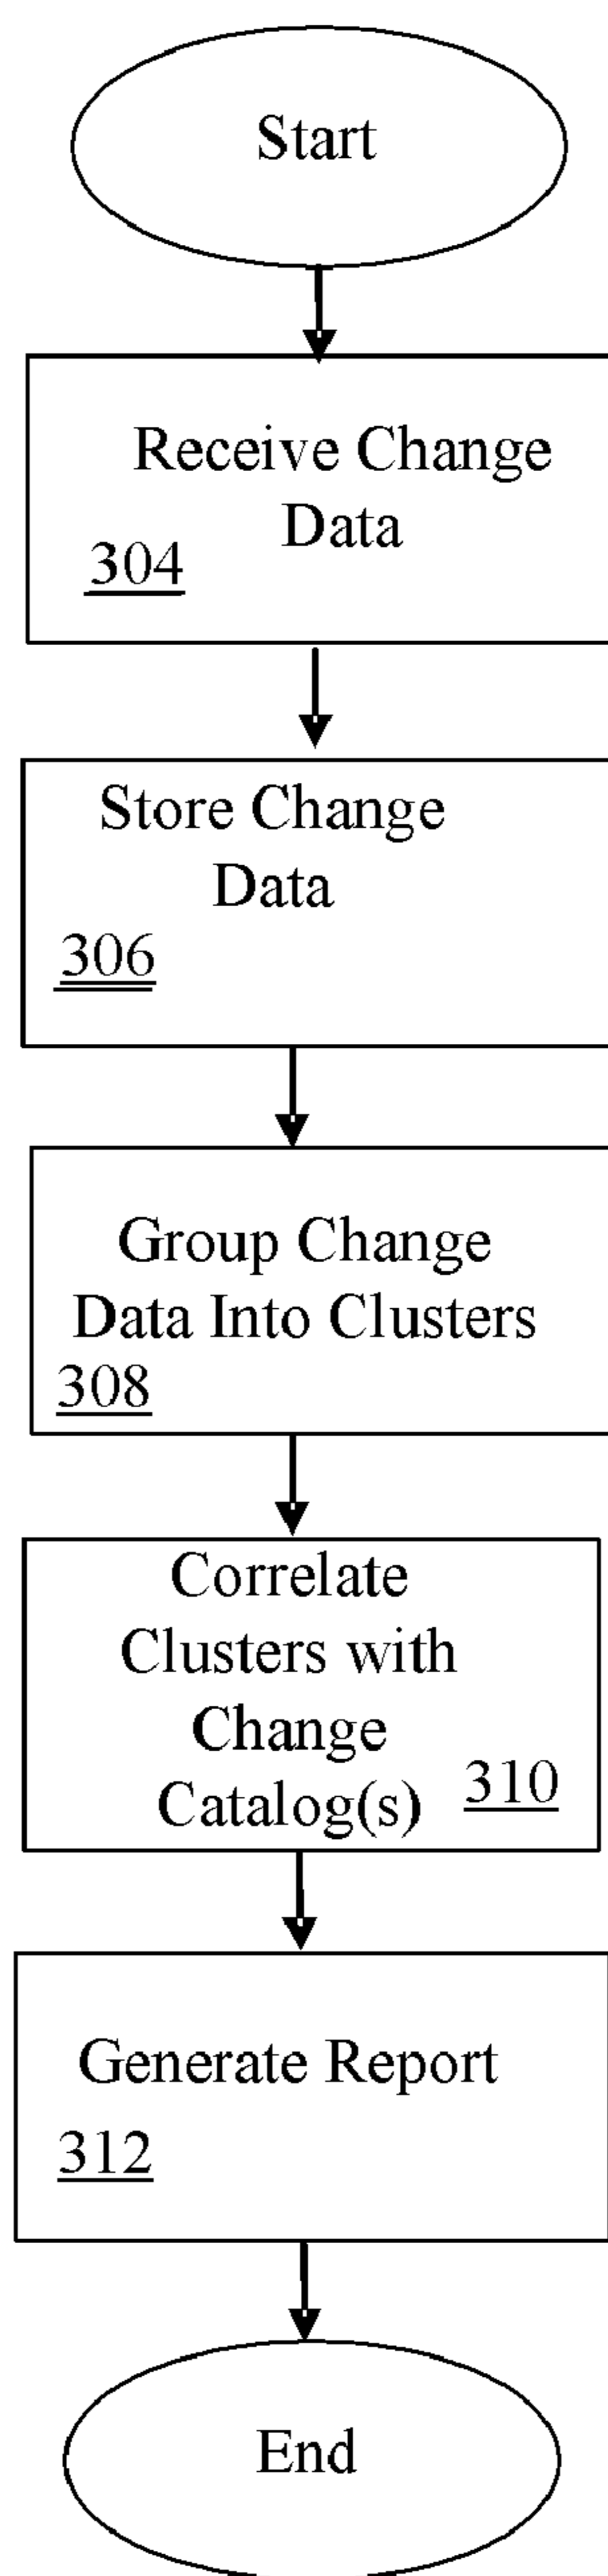 Start
Receive Change
Data
304
Store Change
Data
306
Group Change
Data Into Clusters
308
Correlate
Clusters with
Change
Catalog(s)
310
Generate Report
312
End